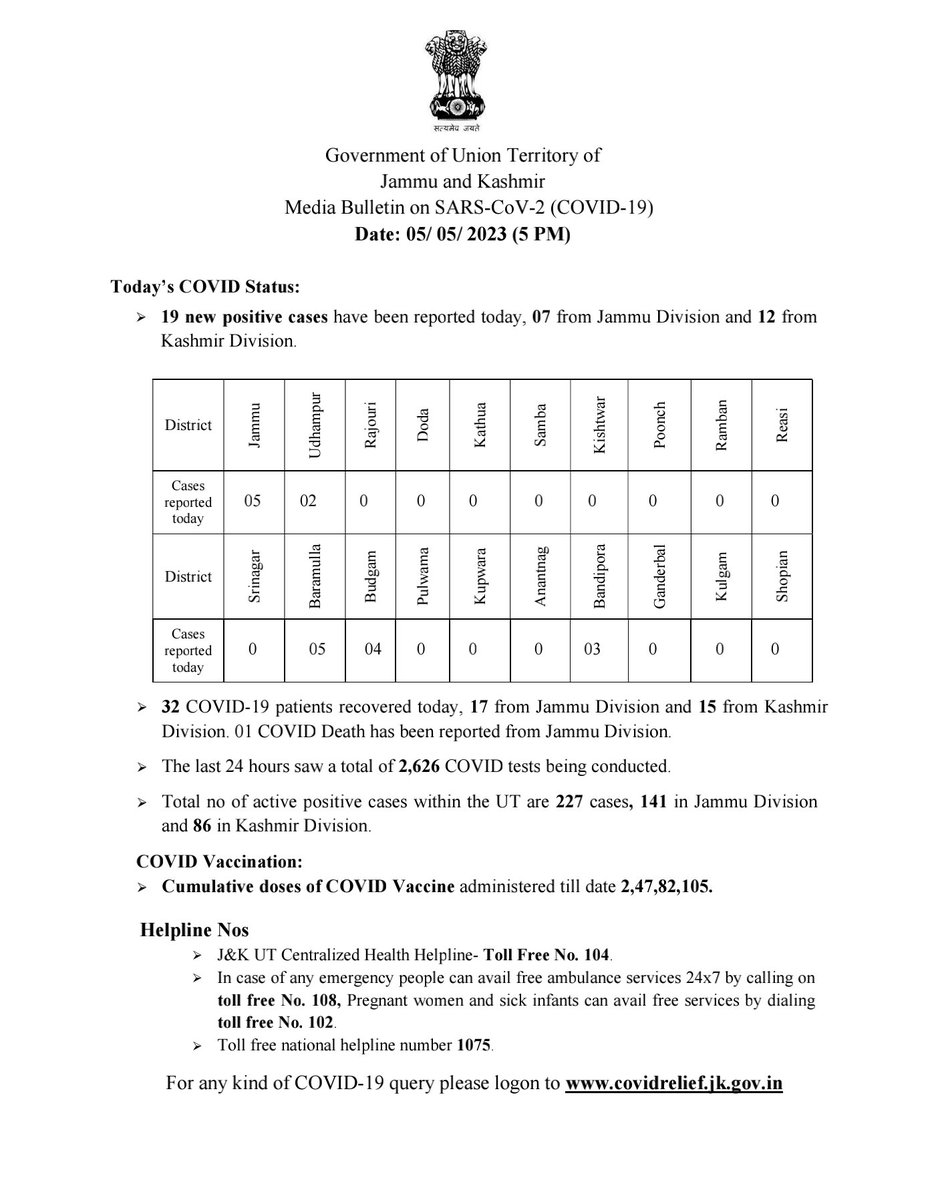 सत्यमेव जयते
Government of Union Territory of
Jammu and Kashmir
Media Bulletin on SARS-CoV-2 (COVID-19)
Date: 05/ 05/ 2023 (5 PM)
Today’s COVID Status:
➢ 19 new positive cases have been reported today, 07 from Jammu Division and 12 from
Kashmir Division.
District Jammu Udhampur Rajouri Doda Kathua Samba Kishtwar Poonch Ramban Reasi
Cases
reported
today
05 02 0 0 0 0 0 0 0 0
District Srinagar Baramulla Budgam Pulwama Kupwara Anantnag Bandipora Ganderbal Kulgam Shopian
Cases
reported
today
0 05 04 0 0 0 03 0 0 0
➢ 32 COVID-19 patients recovered today, 17 from Jammu Division and 15 from Kashmir
Division. 01 COVID Death has been reported from Jammu Division.
➢ The last 24 hours saw a total of 2,626 COVID tests being conducted.
➢ Total no of active positive cases within the UT are 227 cases, 141 in Jammu Division
and 86 in Kashmir Division.
COVID Vaccination:
➢ Cumulative doses of COVID Vaccine administered till date 2,47,82,105.
Helpline Nos
➢ J&K UT Centralized Health Helpline- Toll Free No. 104.
➢ In case of any emergency people can avail free ambulance services 24x7 by calling on
toll free No. 108, Pregnant women and sick infants can avail free services by dialing
toll free No. 102.
➢ Toll free national helpline number 1075.
For any kind of COVID-19 query please logon to www.covidrelief.jk.gov.in